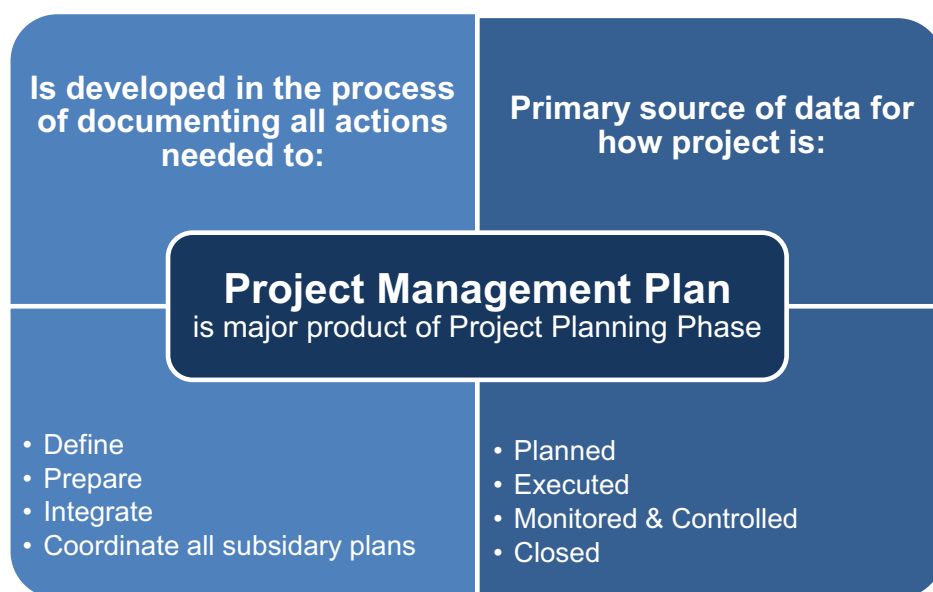 Is developed in the process
of documenting all actions
needed to:
Primary source of data for
how project is:
Project Management Plan
is major product of Project Planning Phase
• Define
• Prepare
• Integrate
• Coordinate all subsidary plans
• Planned
• Executed
• Monitored & Controlled
• Closed